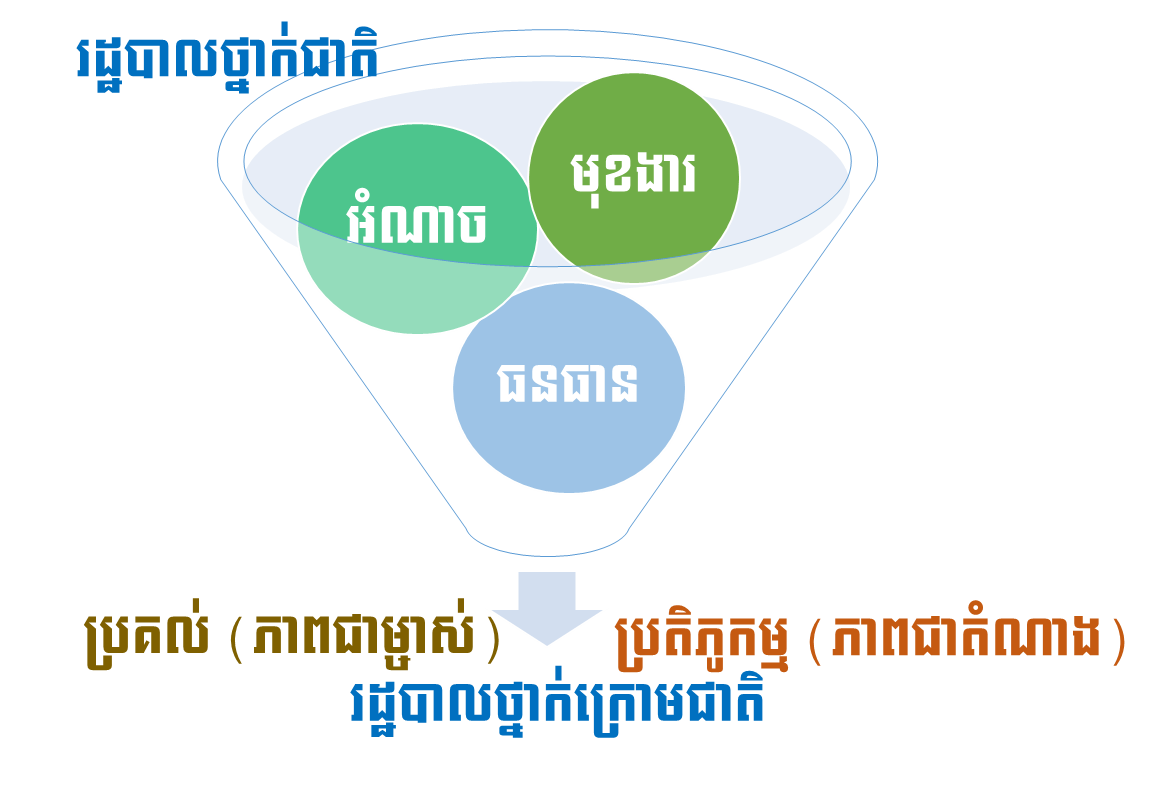 រដ្ឋបាលថ្នាក់ជាតិ
មុខងារ
អំណាច
ធនធាន
ប្រគល់ (ភាពជាម្ចាស់)
ប្រតិភូកម្ម (ភាពជាតំណាង)
រដ្ឋបាលថ្នាក់ក្រោមជាតិ